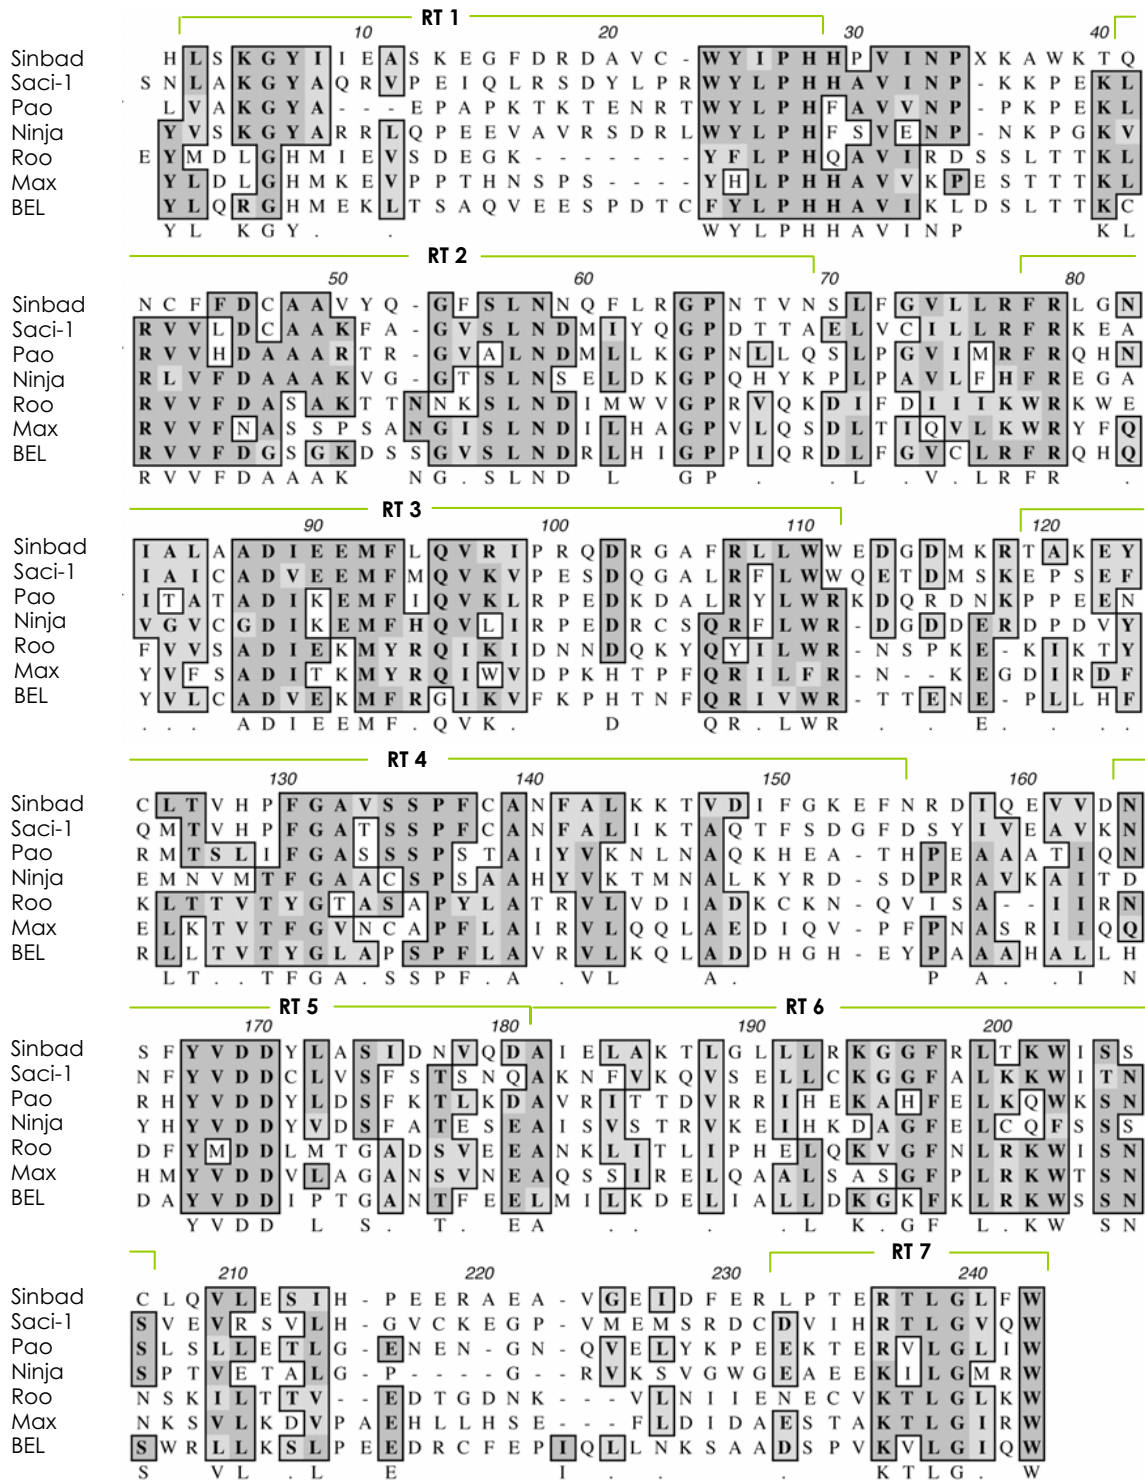 RT 1
10 20 30 40
Sinbad H L S K G Y I I E A S K E G F D R D A V C - W Y I P H H P V I N P X K A W K T Q
Saci-1 S N L A K G Y A Q R V P E I Q L R S D Y L P R W Y L P H H A V I N P - K K P E K L
Pao L V A K G Y A - - - E P A P K T K T E N R T W Y L P H F A V V N P - P K P E K L
Ninja Y V S K G Y A R R L Q P E E V A V R S D R L W Y L P H F S V E N P - N K P G K V
Roo E Y M D L G H M I E V S D E G K - - - - - - - Y F L P H Q A V I R D S S L T T K L
Max Y L D L G H M K E V P P T H N S P S - - - - Y H L P H H A V V K P E S T T T K L
BEL Y L Q R G H M E K L T S A Q V E E S P D T C F Y L P H H A V I K L D S L T T K C
Y L K G Y . . W Y L P H H A V I N P K L
RT 2
50 60 70 80
Sinbad N C F F D C A A V Y Q - G F S L N N Q F L R G P N T V N S L F G V L L R F R L G N
Saci-1 R V V L D C A A K F A - G V S L N D M I Y Q G P D T T A E L V C I L L R F R K E A
Pao R V V H D A A A R T R - G V A L N D M L L K G P N L L Q S L P G V I M R F R Q H N
Ninja R L V F D A A A K V G - G T S L N S E L D K G P Q H Y K P L P A V L F H F R E G A
Roo R V V F D A S A K T T N N K S L N D I M W V G P R V Q K D I F D I I I K W R K W E
Max R V V F N A S S P S A N G I S L N D I L H A G P V L Q S D L T I Q V L K W R Y F Q
BEL R V V F D G S G K D S S G V S L N D R L H I G P P I Q R D L F G V C L R F R Q H Q
R V V F D A A A K N G . S L N D L G P . . L . V . L R F R .
RT 3
90 100 110 120
Sinbad I A L A A D I E E M F L Q V R I P R Q D R G A F R L L W W E D G D M K R T A K E Y
Saci-1 I A I C A D V E E M F M Q V K V P E S D Q G A L R F L W W Q E T D M S K E P S E F
Pao I T A T A D I K E M F I Q V K L R P E D K D A L R Y L W R K D Q R D N K P P E E N
Ninja V G V C G D I K E M F H Q V L I R P E D R C S Q R F L W R - D G D D E R D P D V Y
Roo F V V S A D I E K M Y R Q I K I D N N D Q K Y Q Y I L W R - N S P K E - K I K T Y
Max Y V F S A D I T K M Y R Q I W V D P K H T P F Q R I L F R - N - - K E G D I R D F
BEL Y V L C A D V E K M F R G I K V F K P H T N F Q R I V W R - T T E N E - P L L H F
. . . A D I E E M F . Q V K . D Q R . L W R . . E . .
RT 4
130 140 150 160
Sinbad C L T V H P F G A V S S P F C A N F A L K K T V D I F G K E F N R D I Q E V V D N
Saci-1 Q M T V H P F G A T S S P F C A N F A L I K T A Q T F S D G F D S Y I V E A V K N
Pao R M T S L I F G A S S S P S T A I Y V K N L N A Q K H E A - T H P E A A A T I Q N
Ninja E M N V M T F G A A C S P S A A H Y V K T M N A L K Y R D - S D P R A V K A I T D
Roo K L T T V T Y G T A S A P Y L A T R V L V D I A D K C K N - Q V I S A - - I I R N
Max E L K T V T F G V N C A P F L A I R V L Q Q L A E D I Q V - P F P N A S R I I Q Q
BEL R L L T V T Y G L A P S P F L A V R V L K Q L A D D H G H - E Y P A A A H A L L H
L T . . T F G A . S S P F . A . V L A . P A . . I N
RT 5 RT 6
170 180 190 200
Sinbad S F Y V D D Y L A S I D N V Q D A I E L A K T L G L L L R K G G F R L T K W I S S
Saci-1 N F Y V D D C L V S F S T S N Q A K N F V K Q V S E L L C K G G F A L K K W I T N
Pao R H Y V D D Y L D S F K T L K D A V R I T T D V R R I H E K A H F E L K Q W K S N
Ninja Y H Y V D D Y V D S F A T E S E A I S V S T R V K E I H K D A G F E L C Q F S S S
Roo D F Y M D D L M T G A D S V E E A N K L I T L I P H E L Q K V G F N L R K W I S N
Max H M Y V D D V L A G A N S V N E A Q S S I R E L Q A A L S A S G F P L R K W T S N
BEL D A Y V D D I P T G A N T F E E L M I L K D E L I A L L D K G K F K L R K W S S N
Y V D D L S . T . E A . . . . L K . G F L . K W S N
RT 7
210 220 230 240
Sinbad C L Q V L E S I H - P E E R A E A - V G E I D F E R L P T E R T L G L F W
Saci-1 S V E V R S V L H - G V C K E G P - V M E M S R D C D V I H R T L G V Q W
Pao S L S L L E T L G - E N E N - G N - Q V E L Y K P E E K T E R V L G L I W
Ninja S P T V E T A L G - P - - - - G - - R V K S V G W G E A E E K I L G M R W
Roo N S K I L T T V - - E D T G D N K - - - V L N I I E N E C V K T L G L K W
Max N K S V L K D V P A E H L L H S E - - - F L D I D A E S T A K T L G I R W
BEL S W R L L K S L P E E D R C F E P I Q L L N K S A A D S P V K V L G I Q W
S V L . L E I . . . K T L G . W